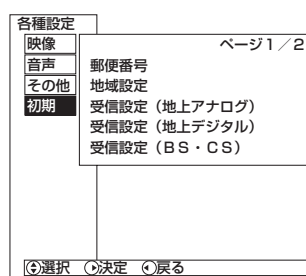 各種設定
映像
音声
その他
初期
ページ1／2
郵便番号
地域設定
受信設定（地上アナログ）
受信設定（地上デジタル）
受信設定（BS・CS）
選択 決定 戻る